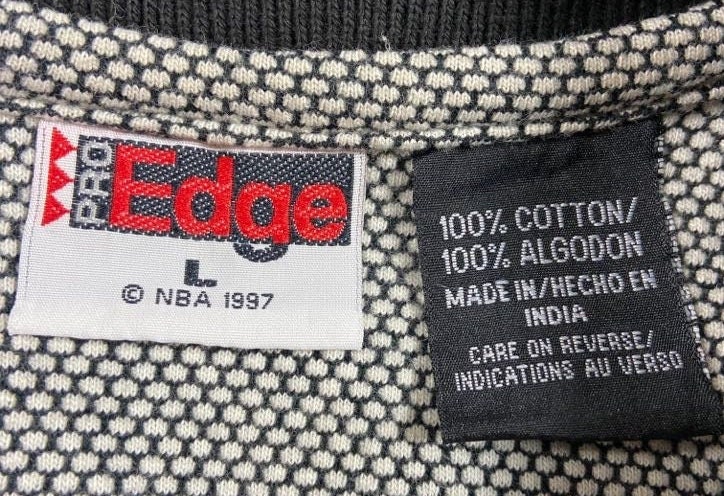 PRO Edge
L
© NBA 1997
100% COTTON/
100% ALGODON
MADE IN/HECHO EN
INDIA
CARE ON REVERSE/
INDICATIONS AU VERSO